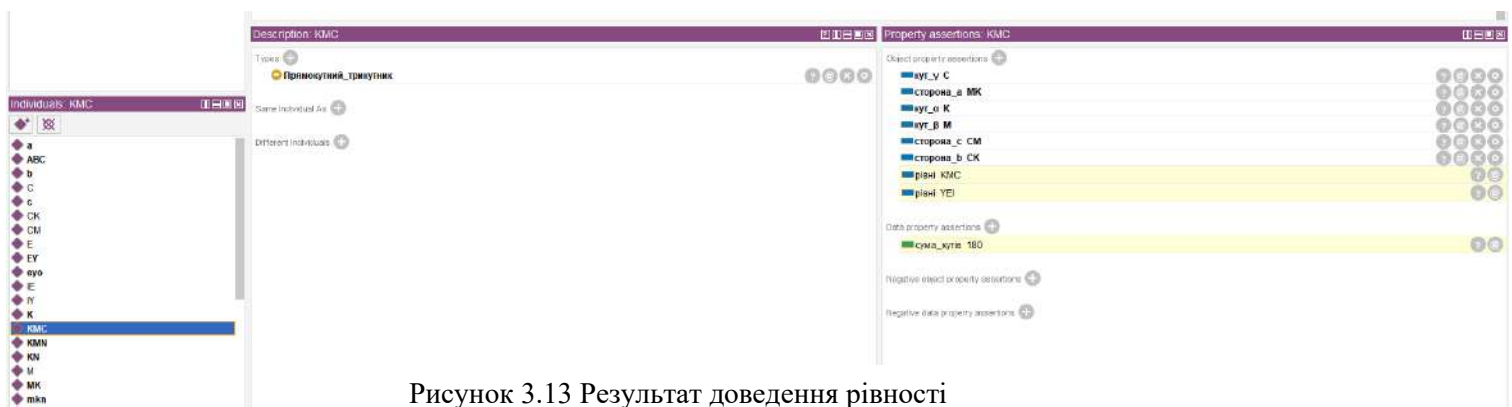 Description: KMC
Types
Прямокутний_трикутник
Same Individual As
Different Individuals
Property assertions: KMC
Object property assertions
кут_γ C
сторона_a MK
кут_α K
кут_β M
сторона_c CM
сторона_b CK
рівні KMC
рівні YEI
Data property assertions
сума_кутів 180
Negative object property assertions
Negative data property assertions
Individuals: KMC
a
ABC
b
C
c
CK
CM
E
EY
eyo
IE
IY
K
KMC
KMN
KN
M
MK
mkn
Рисунок 3.13 Результат доведення рівності